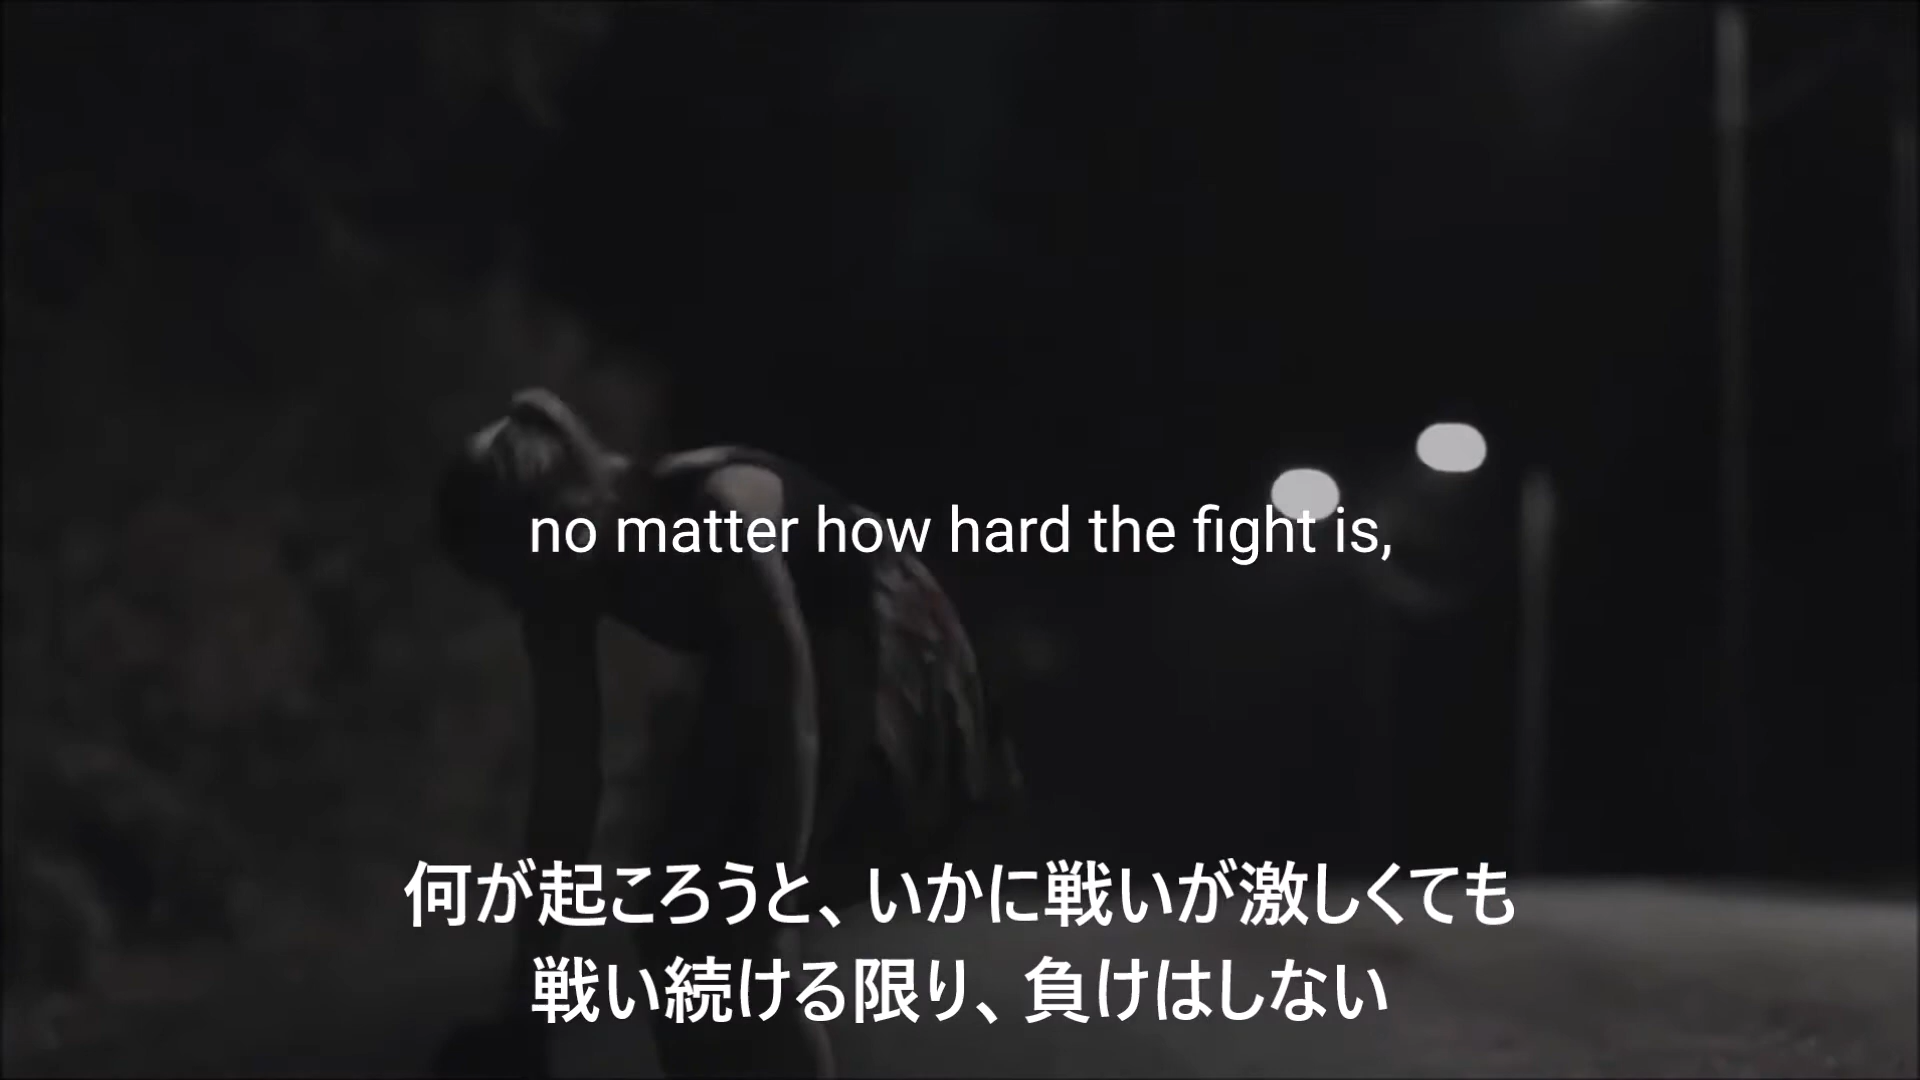 no matter how hard the fight is,
何が起ころうと、いかに戦いが激しくても
戦い続ける限り、負けはしない